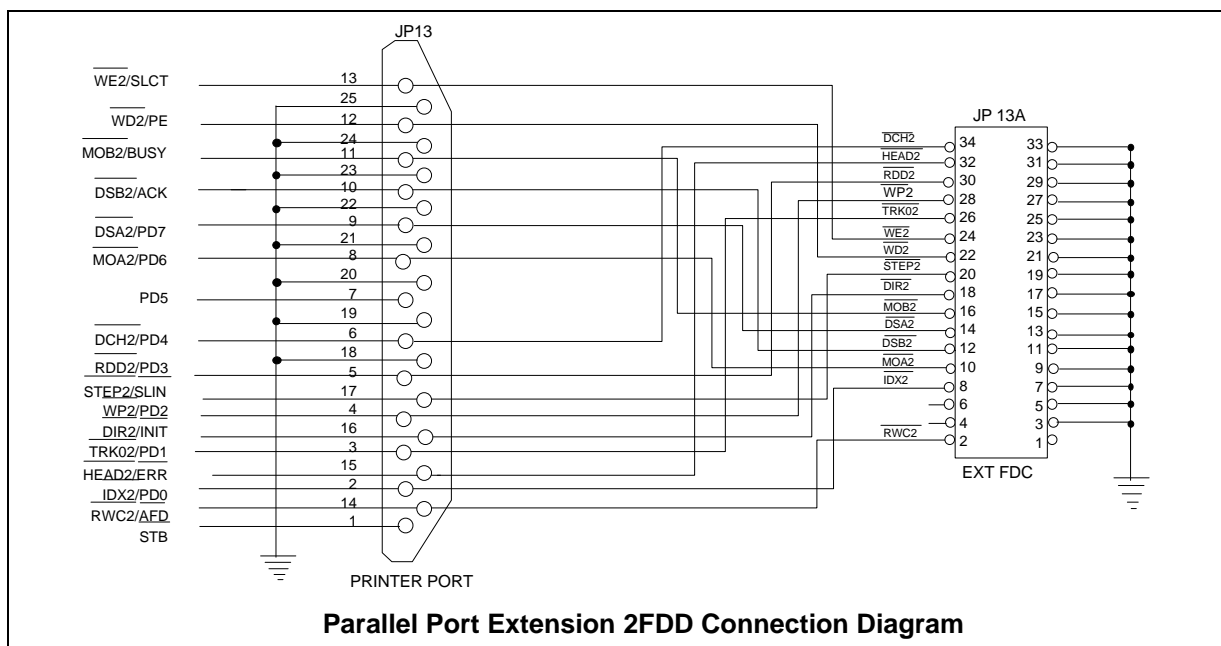 JP13
WE2/SLCT
WD2/PE
MOB2/BUSY
DSB2/ACK
DSA2/PD7
MOA2/PD6
PD5
DCH2/PD4
RDD2/PD3
STEP2/SLIN
WP2/PD2
DIR2/INIT
TRK02/PD1
HEAD2/ERR
IDX2/PD0
RWC2/AFD
STB
13
25
12
24
11
23
10
22
9
21
8
20
7
19
6
18
5
17
4
16
3
15
2
14
1
PRINTER PORT
JP 13A
DCH2 34 33
HEAD2 32 31
RDD2 30 29
WP2 28 27
TRK02 26 25
WE2 24 23
WD2 22 21
STEP2 20 19
DIR2 18 17
MOB2 16 15
DSA2 14 13
DSB2 12 11
MOA2 10 9
IDX2 8 7
6 5
4 3
RWC2 2 1
EXT FDC
Parallel Port Extension 2FDD Connection Diagram